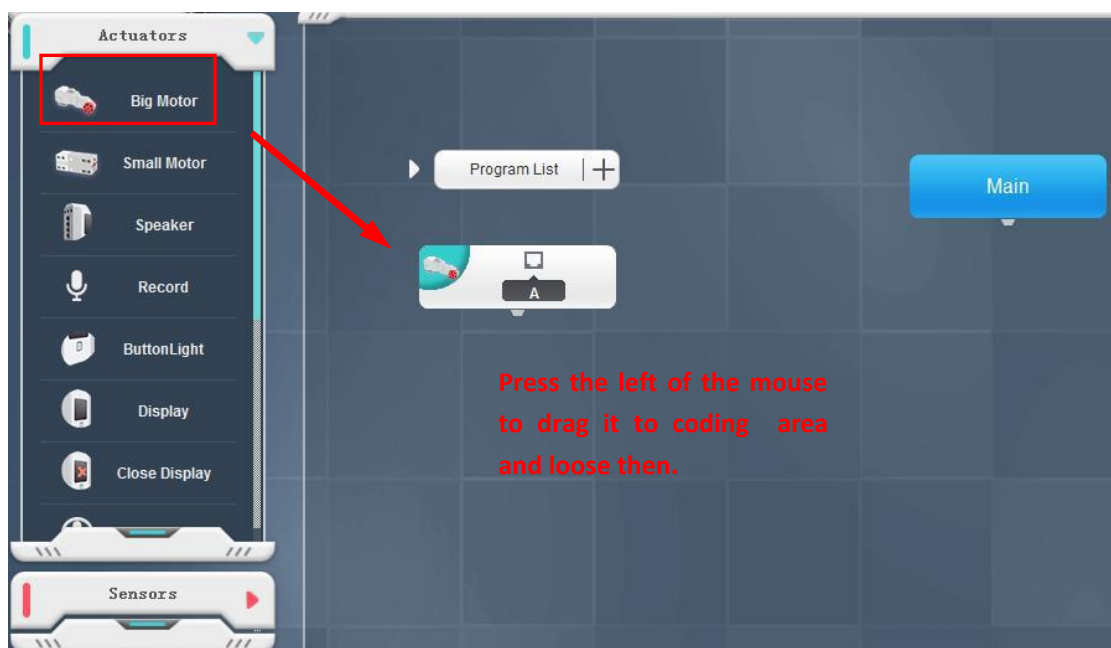 Actuators
Big Motor
Small Motor
Speaker
Record
ButtonLight
Display
Close Display
Sensors
Program List
A
Main
Press the left of the mouse
to drag it to coding area
and loose then.